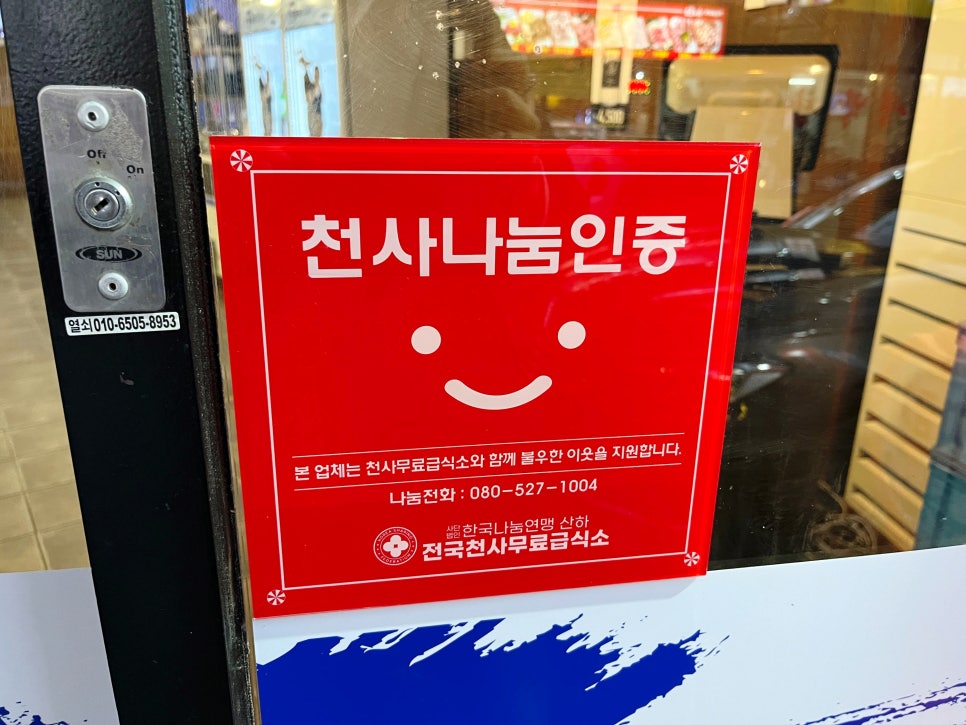 Off
On
SUN
열쇠 010-6505-8953
천사나눔인증
본 업체는 천사무료급식소와 함께 불우한 이웃을 지원합니다.
나눔전화 : 080-527-1004
사단법인 한국나눔연맹 산하
전국천사무료급식소